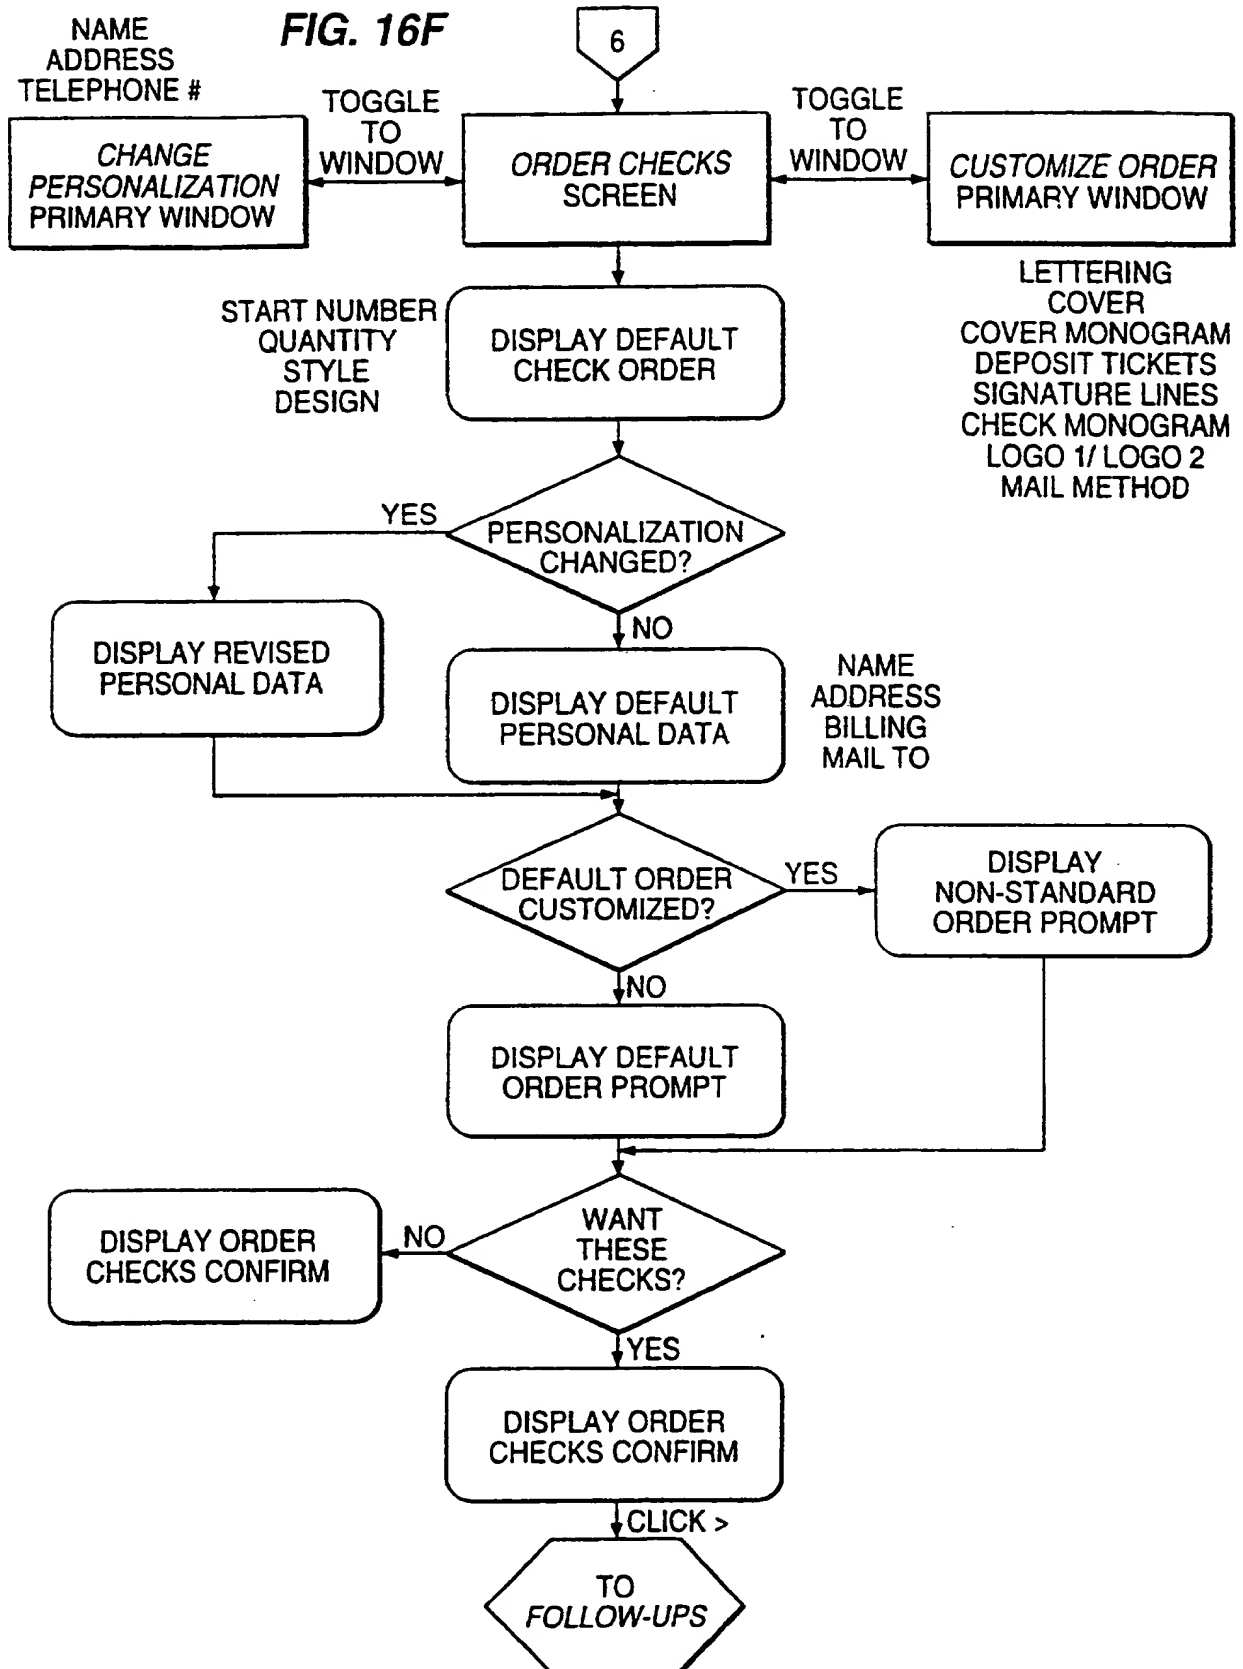 NAME
ADDRESS
TELEPHONE #
FIG. 16F
6
TOGGLE
TO
WINDOW
TOGGLE
TO
WINDOW
CHANGE
PERSONALIZATION
PRIMARY WINDOW
ORDER CHECKS
SCREEN
CUSTOMIZE ORDER
PRIMARY WINDOW
LETTERING
COVER
COVER MONOGRAM
DEPOSIT TICKETS
SIGNATURE LINES
CHECK MONOGRAM
LOGO 1/ LOGO 2
MAIL METHOD
START NUMBER
QUANTITY
STYLE
DESIGN
DISPLAY DEFAULT
CHECK ORDER
YES
PERSONALIZATION
CHANGED?
NO
DISPLAY REVISED
PERSONAL DATA
DISPLAY DEFAULT
PERSONAL DATA
NAME
ADDRESS
BILLING
MAIL TO
DEFAULT ORDER
CUSTOMIZED?
YES
DISPLAY
NON-STANDARD
ORDER PROMPT
NO
DISPLAY DEFAULT
ORDER PROMPT
WANT
THESE
CHECKS?
NO
DISPLAY ORDER
CHECKS CONFIRM
YES
DISPLAY ORDER
CHECKS CONFIRM
CLICK >
TO
FOLLOW-UPS